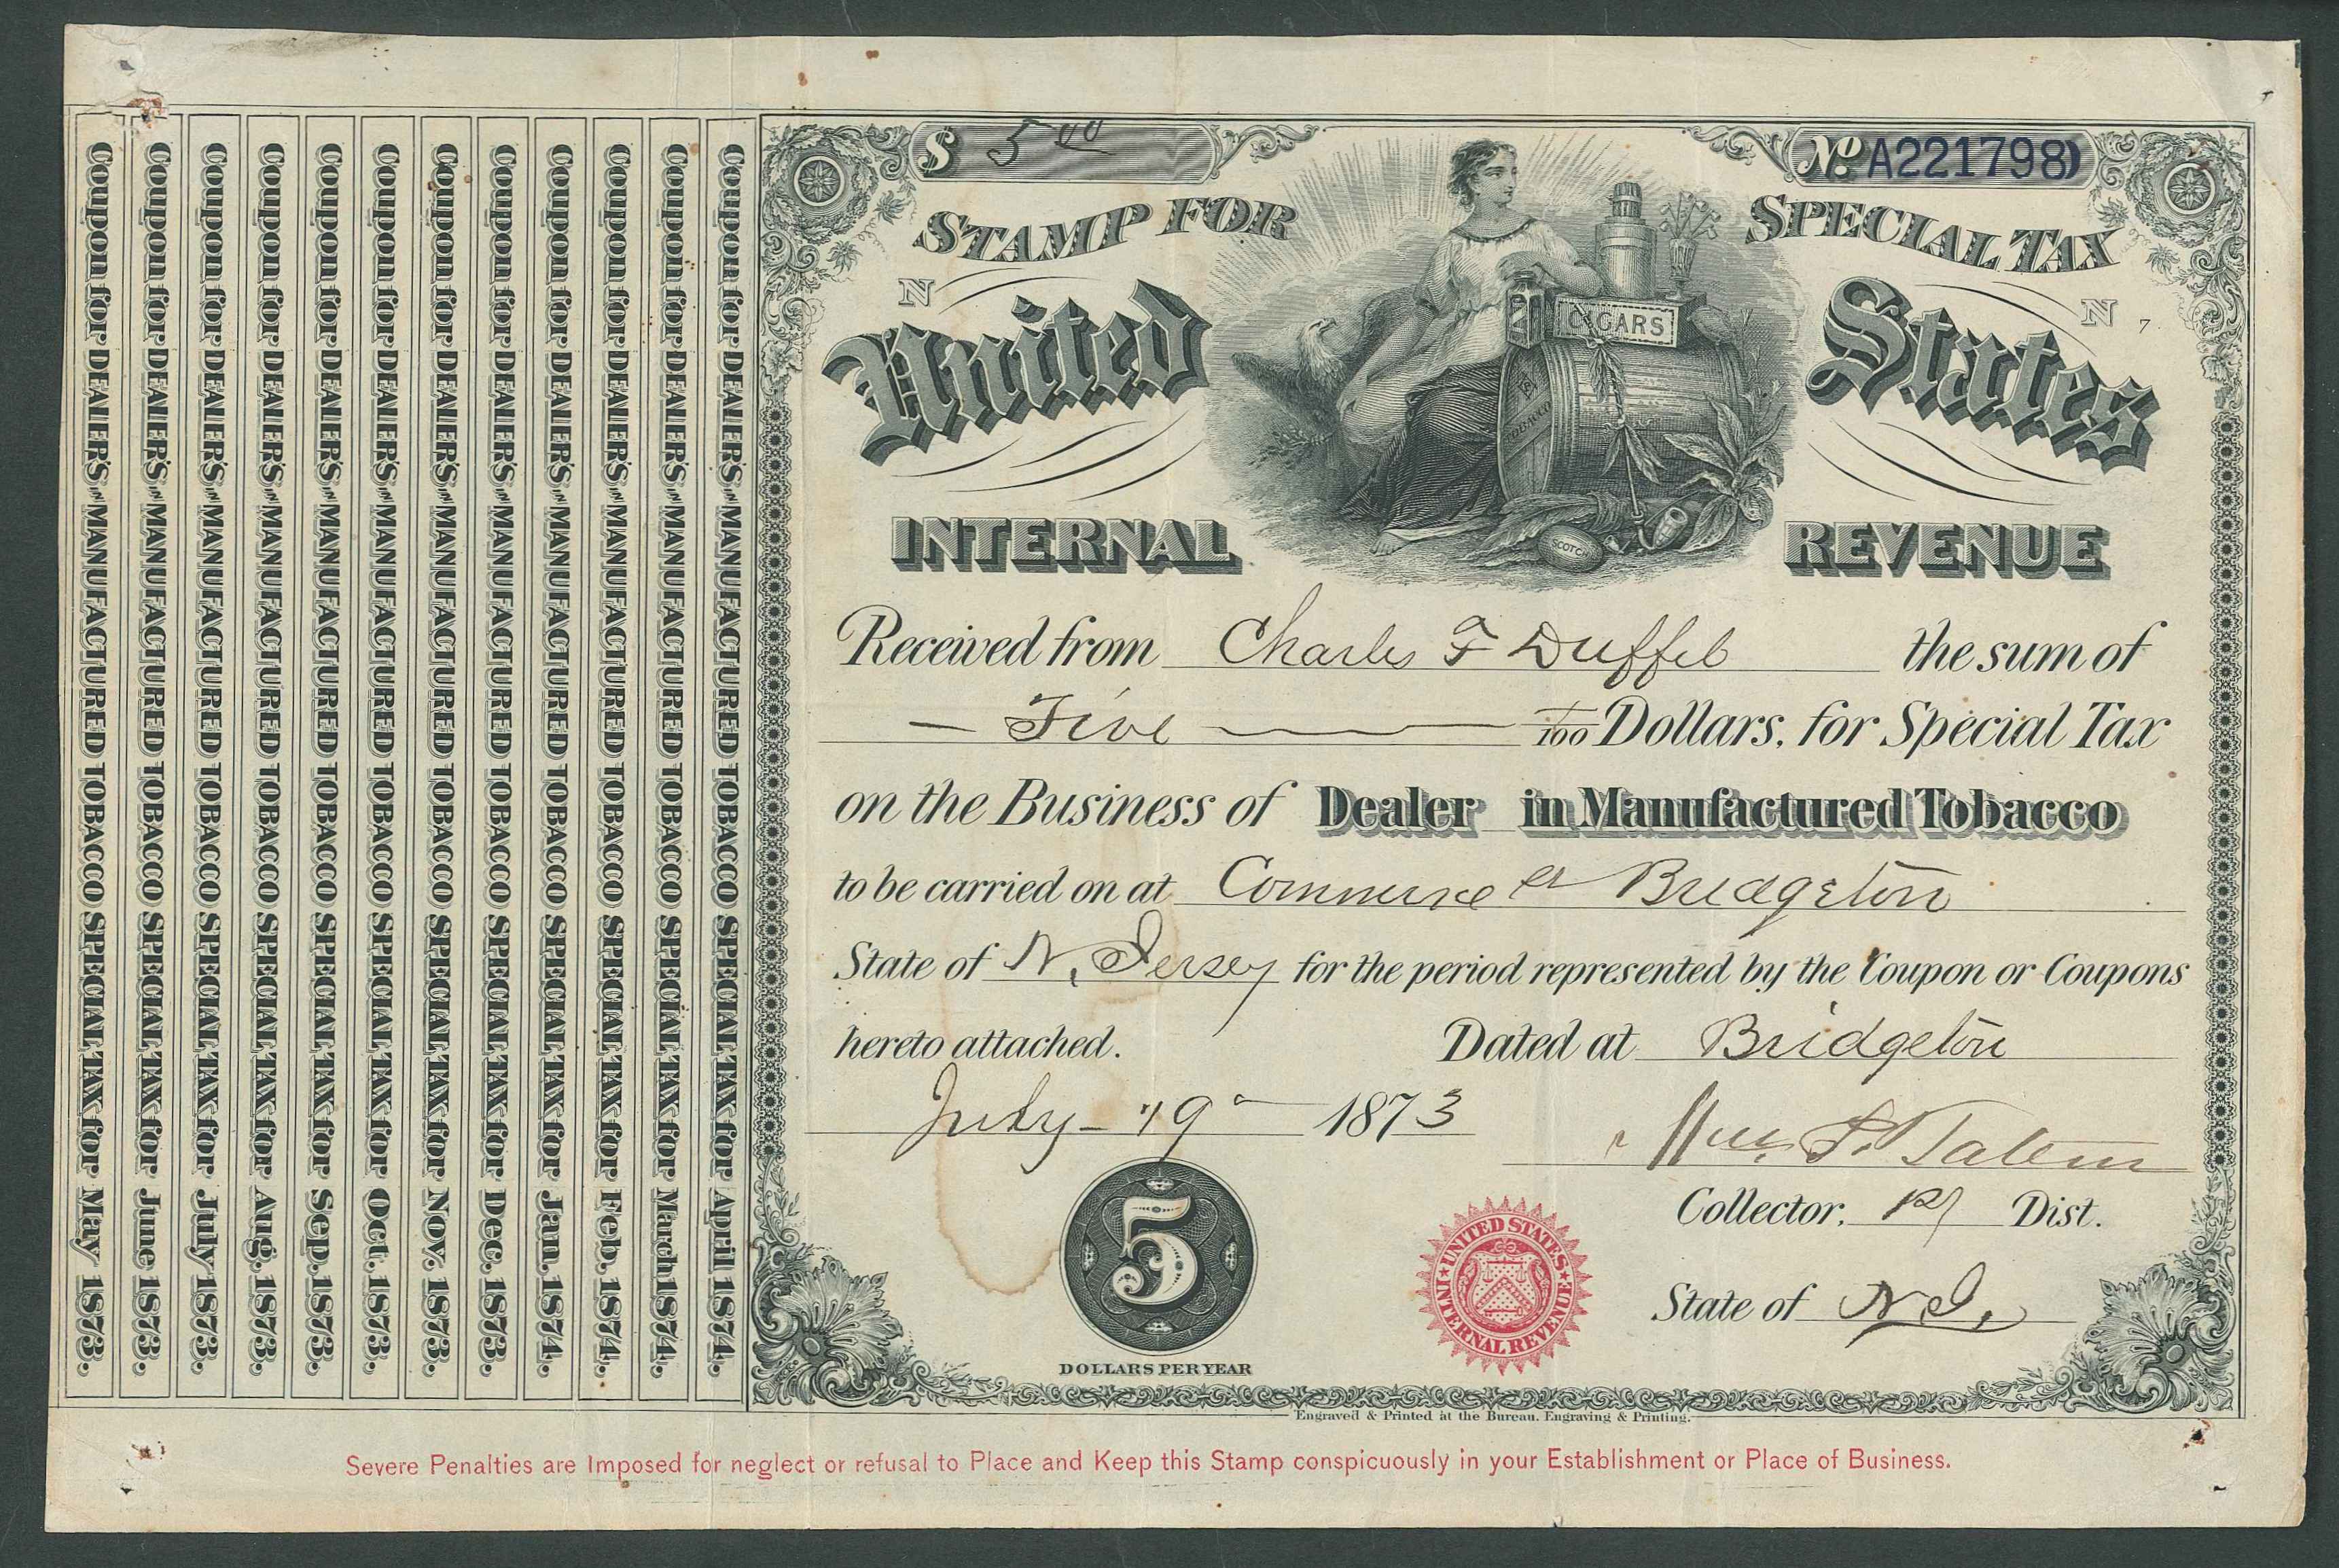 $ 5 00
No. A221798
STAMP FOR SPECIAL TAX
N N 7
United States
CIGARS
TOBACCO
SCOTCH
INTERNAL REVENUE
Received from Charles F Duffel the sum of
— Five — /100 Dollars, for Special Tax
on the Business of Dealer in Manufactured Tobacco
to be carried on at Commerce st Bridgeton
State of N. Jersey for the period represented by the Coupon or Coupons
hereto attached. Dated at Bridgeton
July 19 1873
Wm. P. Tatem
Collector, 1st Dist.
State of N.J.
5
DOLLARS PER YEAR
UNITED STATES INTERNAL REVENUE
Engraved & Printed at the Bureau, Engraving & Printing.
Severe Penalties are Imposed for neglect or refusal to Place and Keep this Stamp conspicuously in your Establishment or Place of Business.
Coupon for DEALERS IN MANUFACTURED TOBACCO SPECIAL TAX for May 1873.
Coupon for DEALERS IN MANUFACTURED TOBACCO SPECIAL TAX for June 1873.
Coupon for DEALERS IN MANUFACTURED TOBACCO SPECIAL TAX for July 1873.
Coupon for DEALERS IN MANUFACTURED TOBACCO SPECIAL TAX for Aug. 1873.
Coupon for DEALERS IN MANUFACTURED TOBACCO SPECIAL TAX for Sep. 1873.
Coupon for DEALERS IN MANUFACTURED TOBACCO SPECIAL TAX for Oct. 1873.
Coupon for DEALERS IN MANUFACTURED TOBACCO SPECIAL TAX for Nov. 1873.
Coupon for DEALERS IN MANUFACTURED TOBACCO SPECIAL TAX for Dec. 1873.
Coupon for DEALERS IN MANUFACTURED TOBACCO SPECIAL TAX for Jan. 1874.
Coupon for DEALERS IN MANUFACTURED TOBACCO SPECIAL TAX for Feb. 1874.
Coupon for DEALERS IN MANUFACTURED TOBACCO SPECIAL TAX for March 1874.
Coupon for DEALERS IN MANUFACTURED TOBACCO SPECIAL TAX for April 1874.